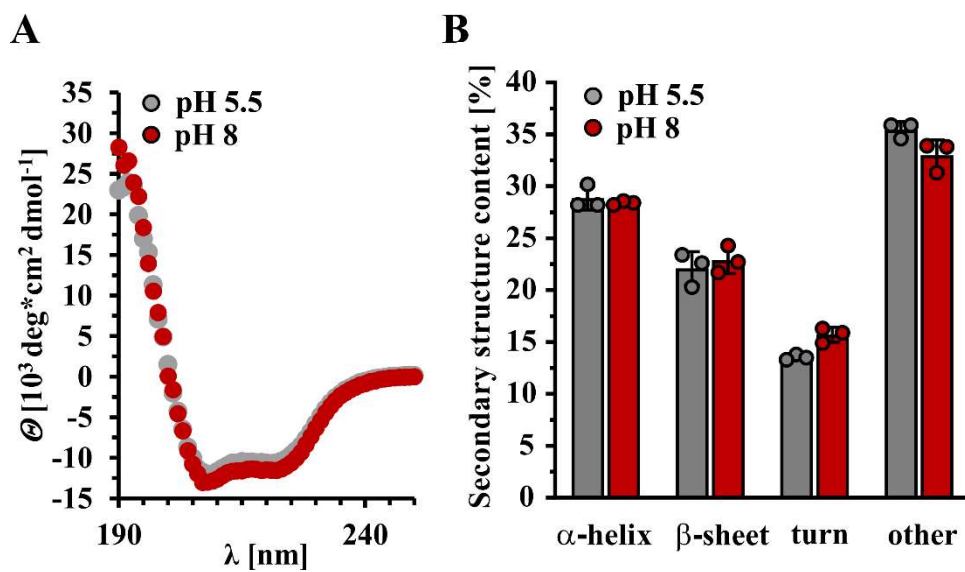 A
B
Θ [10³ deg*cm² dmol⁻¹]
35
30
25
20
15
10
5
0
-5
-10
-15
pH 5.5
pH 8
190
240
λ [nm]
Secondary structure content [%]
40
35
30
25
20
15
10
5
0
pH 5.5
pH 8
α-helix
β-sheet
turn
other